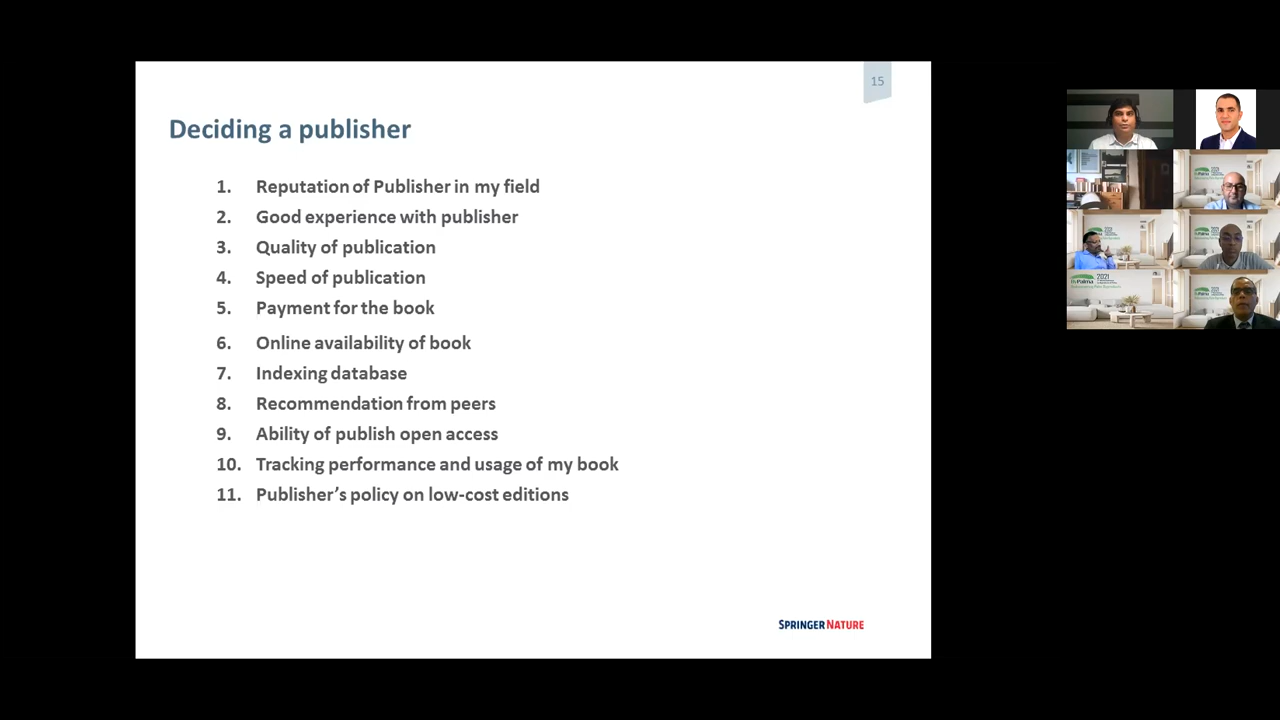 15
Deciding a publisher
1. Reputation of Publisher in my field
2. Good experience with publisher
3. Quality of publication
4. Speed of publication
5. Payment for the book
6. Online availability of book
7. Indexing database
8. Recommendation from peers
9. Ability of publish open access
10. Tracking performance and usage of my book
11. Publisher's policy on low-cost editions
SPRINGER NATURE
2021